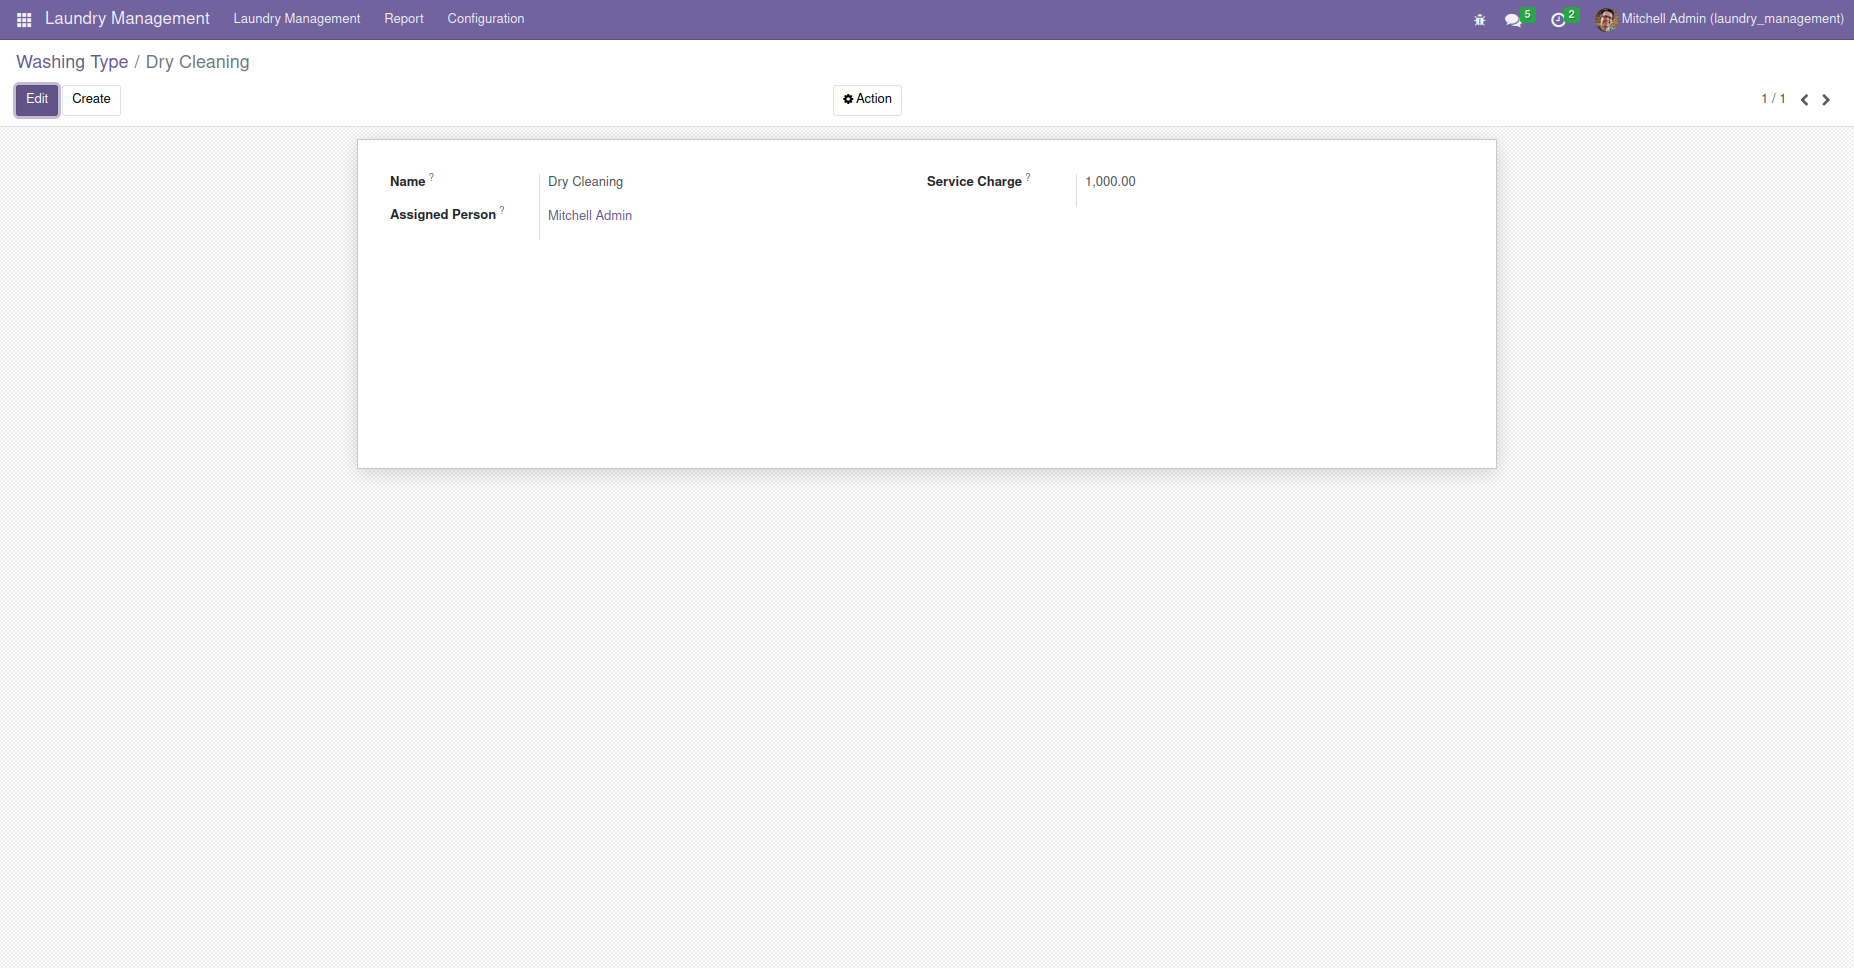 Laundry Management Laundry Management Report Configuration 5 2 Mitchell Admin (laundry_management)
Washing Type / Dry Cleaning
Edit Create Action 1 / 1
Name ? Dry Cleaning Service Charge ? 1,000.00
Assigned Person ? Mitchell Admin